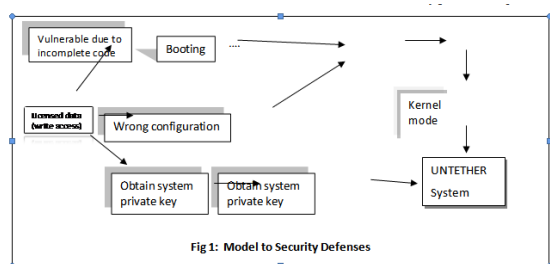 Vulnerable due to
incomplete code
Booting
....
Licensed data
(write access)
Wrong configuration
Kernel
mode
Obtain system
private key
Obtain system
private key
UNTETHER
System
Fig 1: Model to Security Defenses